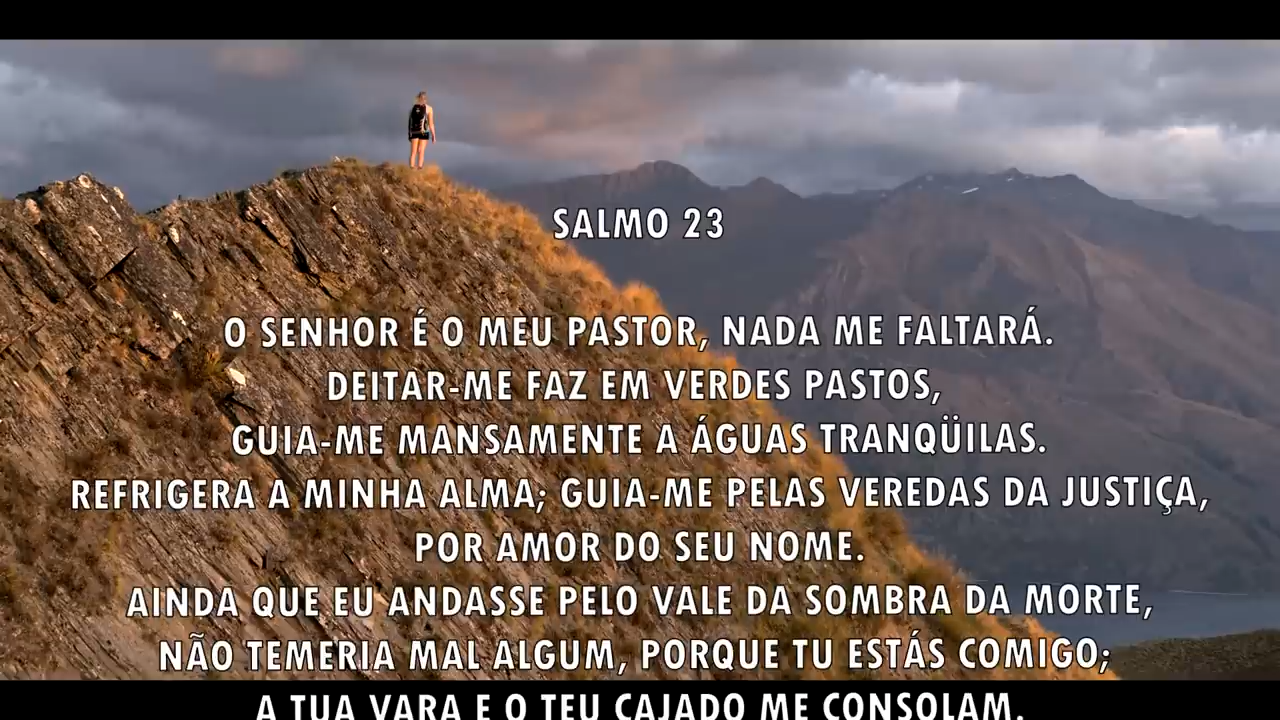 SALMO 23
O SENHOR É O MEU PASTOR, NADA ME FALTARÁ.
DEITAR-ME FAZ EM VERDES PASTOS,
GUIA-ME MANSAMENTE A ÁGUAS TRANQÜILAS.
REFRIGERA A MINHA ALMA; GUIA-ME PELAS VEREDAS DA JUSTIÇA,
POR AMOR DO SEU NOME.
AINDA QUE EU ANDASSE PELO VALE DA SOMBRA DA MORTE,
NÃO TEMERIA MAL ALGUM, PORQUE TU ESTÁS COMIGO;
A TUA VARA E O TEU CAJADO ME CONSOLAM.